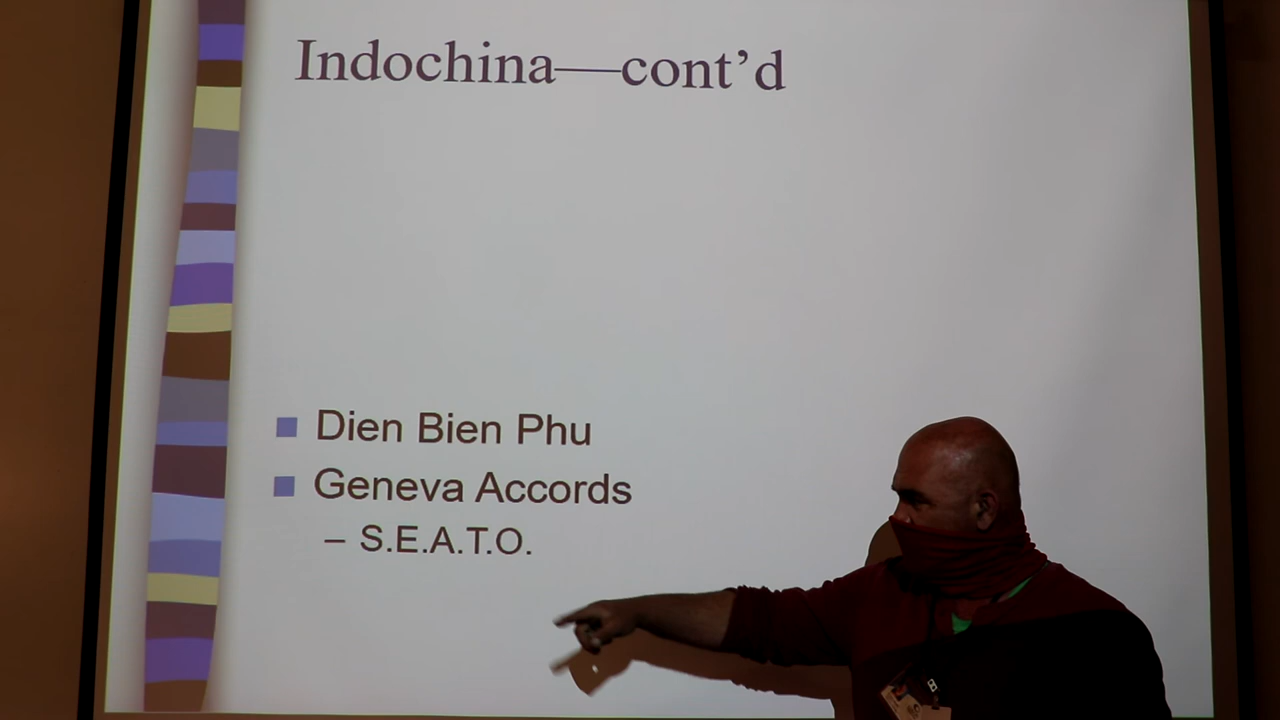 Indochina—cont’d
Dien Bien Phu
Geneva Accords
– S.E.A.T.O.